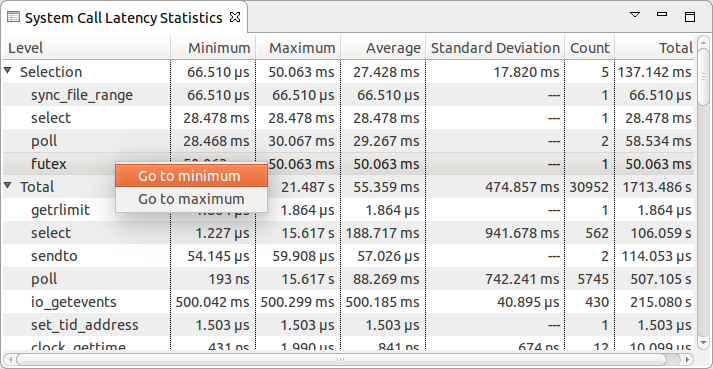 System Call Latency Statistics
Level Minimum Maximum Average Standard Deviation Count Total
Selection 66.510 µs 50.063 ms 27.428 ms 17.820 ms 5 137.142 ms
sync_file_range 66.510 µs 66.510 µs 66.510 µs --- 1 66.510 µs
select 28.478 ms 28.478 ms 28.478 ms --- 1 28.478 ms
poll 28.468 ms 30.067 ms 29.267 ms --- 2 58.534 ms
futex 50.063 ms 50.063 ms --- 1 50.063 ms
Go to minimum
Total 21.487 s 55.359 ms 474.857 ms 30952 1713.486 s
Go to maximum
getrlimit 1.864 µs 1.864 µs --- 1 1.864 µs
select 1.227 µs 15.617 s 188.717 ms 941.678 ms 562 106.059 s
sendto 54.145 µs 59.908 µs 57.026 µs --- 2 114.053 µs
poll 193 ns 15.617 s 88.269 ms 742.241 ms 5745 507.105 s
io_getevents 500.042 ms 500.299 ms 500.185 ms 40.895 µs 430 215.080 s
set_tid_address 1.503 µs 1.503 µs 1.503 µs --- 1 1.503 µs
clock_gettime 431 ns 1.990 µs 841 ns 674 ns 12 10.099 µs